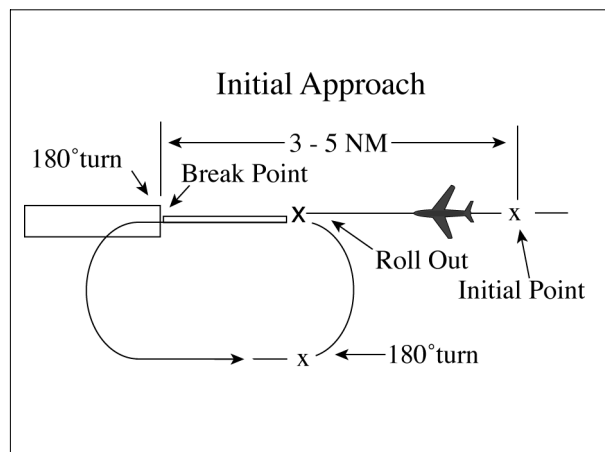 Initial Approach
3 - 5 NM
180˚turn
Break Point
X
x
Roll Out
Initial Point
x
180˚turn